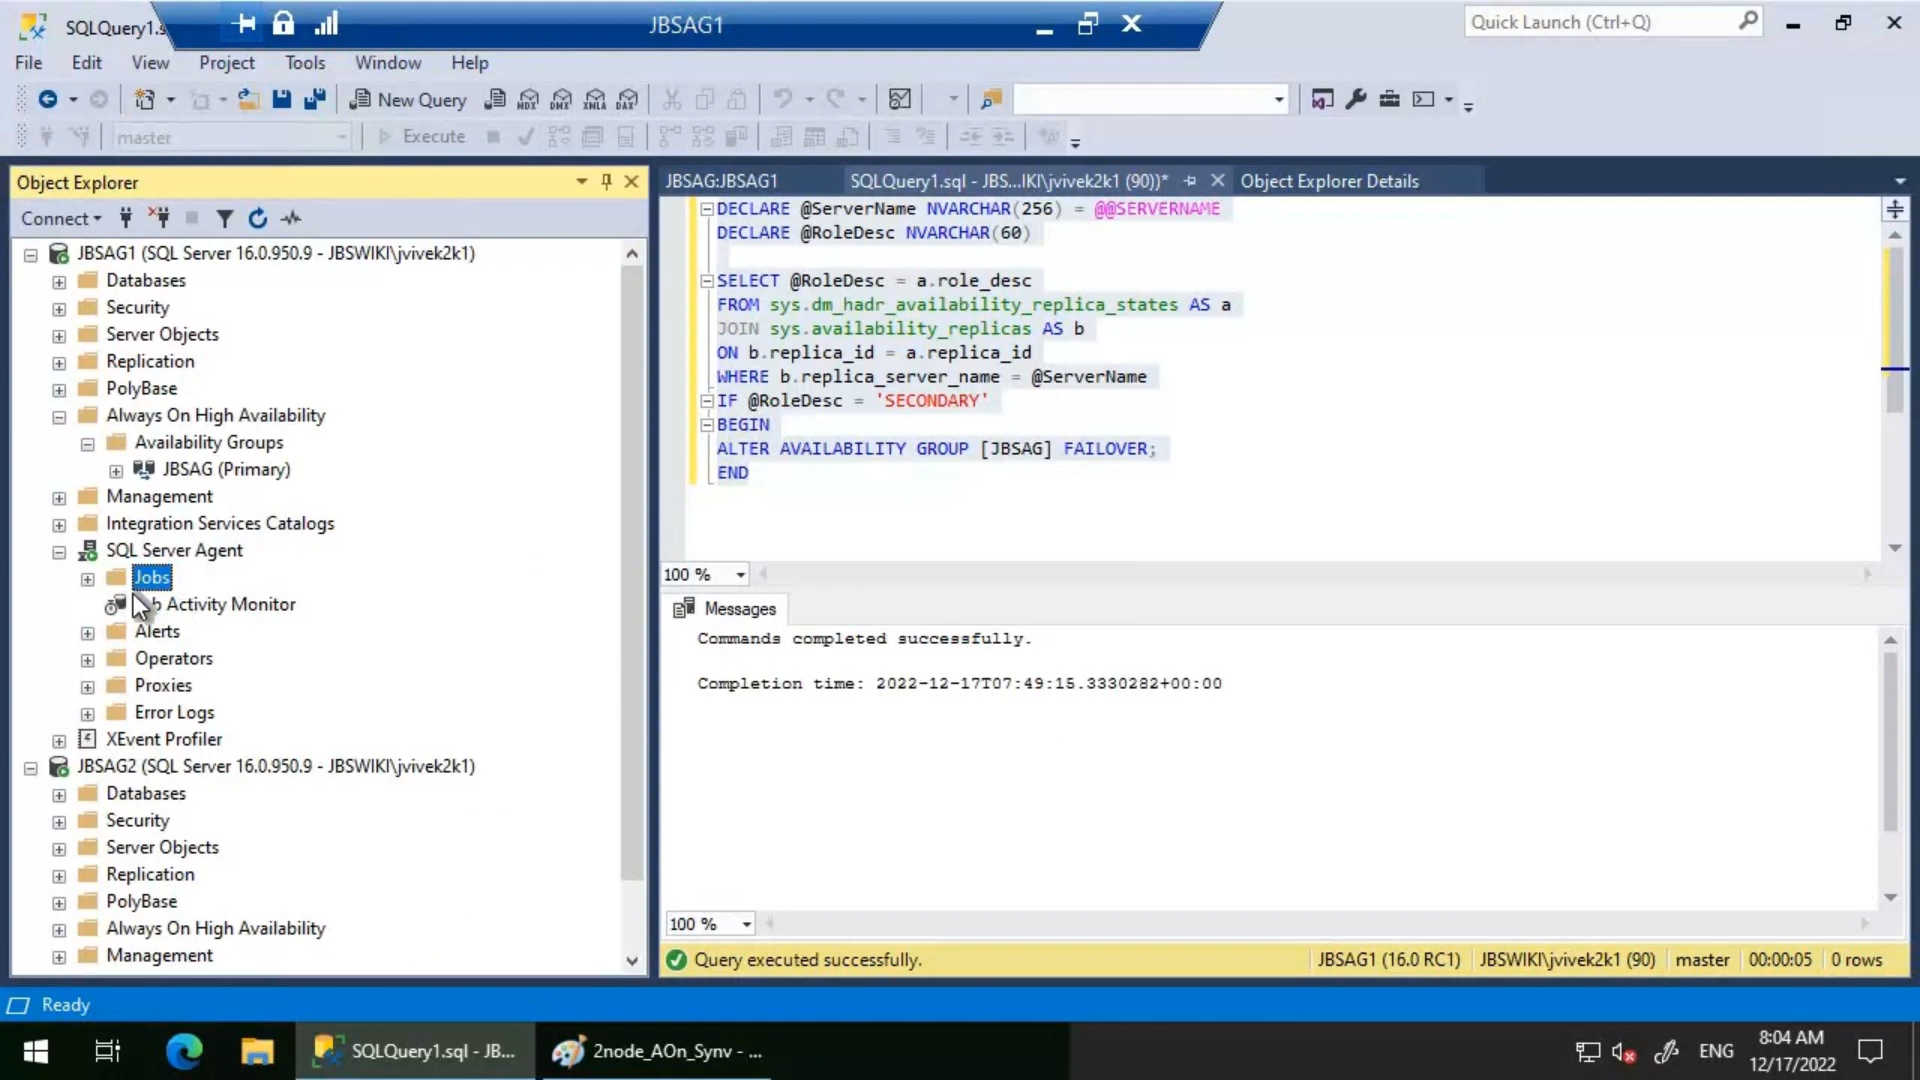 SQLQuery1.s
JBSAG1
Quick Launch (Ctrl+Q)
File Edit View Project Tools Window Help
New Query MDX DMX XMLA DAX
master Execute
Object Explorer
Connect
JBSAG1 (SQL Server 16.0.950.9 - JBSWIKI\jvivek2k1)
Databases
Security
Server Objects
Replication
PolyBase
Always On High Availability
Availability Groups
JBSAG (Primary)
Management
Integration Services Catalogs
SQL Server Agent
Jobs
b Activity Monitor
Alerts
Operators
Proxies
Error Logs
XEvent Profiler
JBSAG2 (SQL Server 16.0.950.9 - JBSWIKI\jvivek2k1)
Databases
Security
Server Objects
Replication
PolyBase
Always On High Availability
Management
JBSAG:JBSAG1 SQLQuery1.sql - JBS...IKI\jvivek2k1 (90))* Object Explorer Details
DECLARE @ServerName NVARCHAR(256) = @@SERVERNAME
DECLARE @RoleDesc NVARCHAR(60)
SELECT @RoleDesc = a.role_desc
FROM sys.dm_hadr_availability_replica_states AS a
JOIN sys.availability_replicas AS b
ON b.replica_id = a.replica_id
WHERE b.replica_server_name = @ServerName
IF @RoleDesc = 'SECONDARY'
BEGIN
ALTER AVAILABILITY GROUP [JBSAG] FAILOVER;
END
100 %
Messages
Commands completed successfully.
Completion time: 2022-12-17T07:49:15.3330282+00:00
100 %
Query executed successfully. JBSAG1 (16.0 RC1) JBSWIKI\jvivek2k1 (90) master 00:00:05 0 rows
Ready
SQLQuery1.sql - JB... 2node_AOn_Synv - ... ENG 8:04 AM
12/17/2022